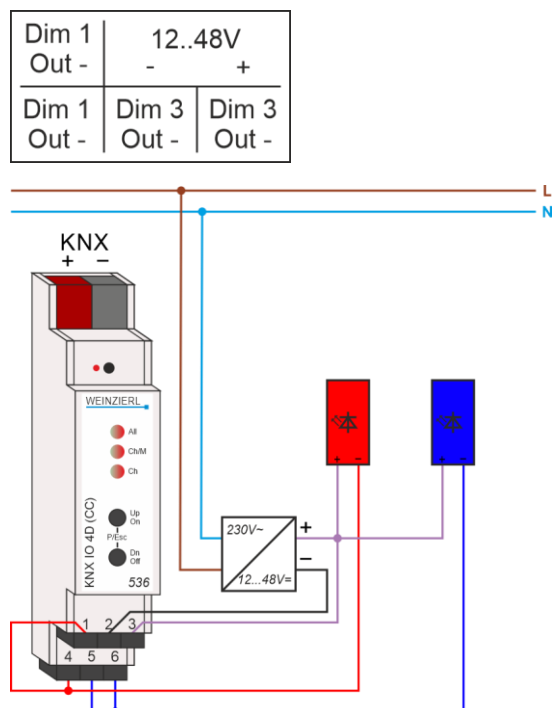 Dim 1 12..48V
Out - - +
Dim 1 Dim 3 Dim 3
Out - Out - Out -
L
N
KNX
+ −
WEINZIERL
All
Ch/M
Ch
Up
On
P/Esc
Dn
Off
KNX IO 4D (CC)
536
230V~
12...48V=
+
−
+ −
+ −
1 2 3
4 5 6